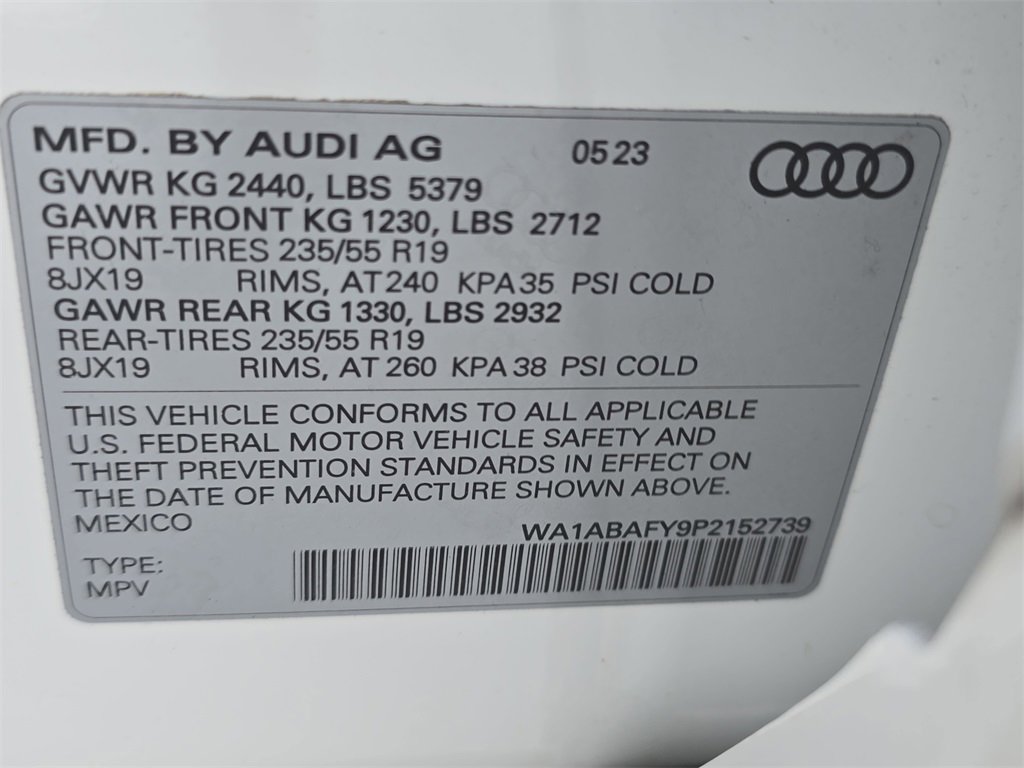 MFD. BY AUDI AG 05 23
GVWR KG 2440, LBS 5379
GAWR FRONT KG 1230, LBS 2712
FRONT-TIRES 235/55 R19
8JX19 RIMS, AT 240 KPA 35 PSI COLD
GAWR REAR KG 1330, LBS 2932
REAR-TIRES 235/55 R19
8JX19 RIMS, AT 260 KPA 38 PSI COLD
THIS VEHICLE CONFORMS TO ALL APPLICABLE
U.S. FEDERAL MOTOR VEHICLE SAFETY AND
THEFT PREVENTION STANDARDS IN EFFECT ON
THE DATE OF MANUFACTURE SHOWN ABOVE.
MEXICO WA1ABAFY9P2152739
TYPE:
MPV